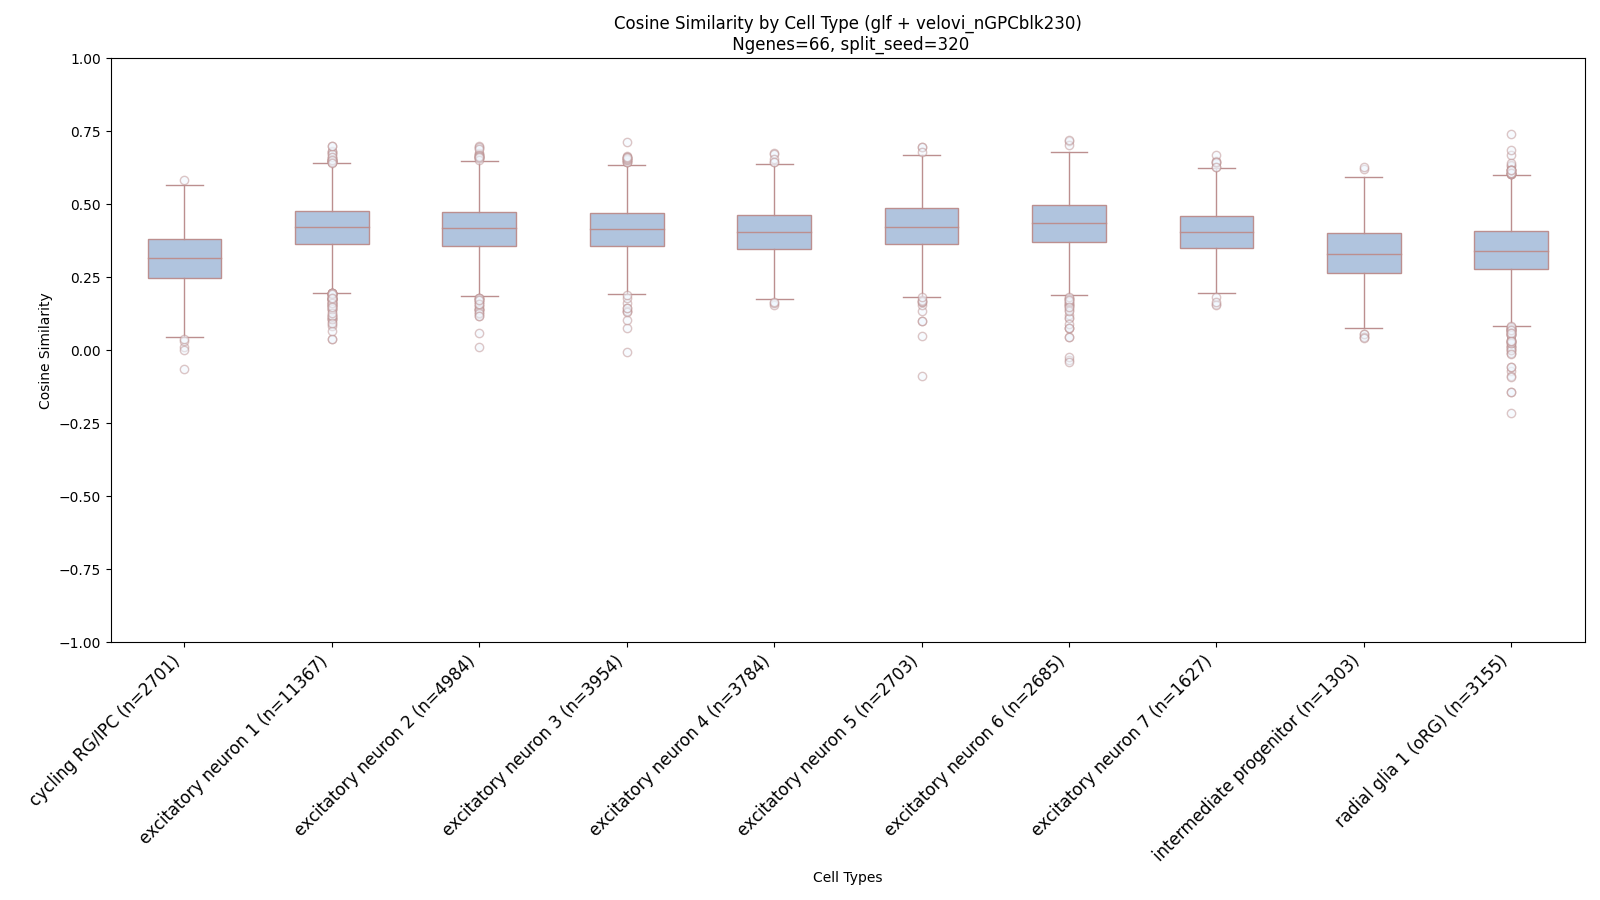 Cosine Similarity by Cell Type (glf + velovi_nGPCblk230)
Ngenes=66, split_seed=320
1.00
0.75
0.50
0.25
0.00
−0.25
−0.50
−0.75
−1.00
Cosine Similarity
cycling RG/IPC (n=2701)
excitatory neuron 1 (n=11367)
excitatory neuron 2 (n=4984)
excitatory neuron 3 (n=3954)
excitatory neuron 4 (n=3784)
excitatory neuron 5 (n=2703)
excitatory neuron 6 (n=2685)
excitatory neuron 7 (n=1627)
intermediate progenitor (n=1303)
radial glia 1 (oRG) (n=3155)
Cell Types